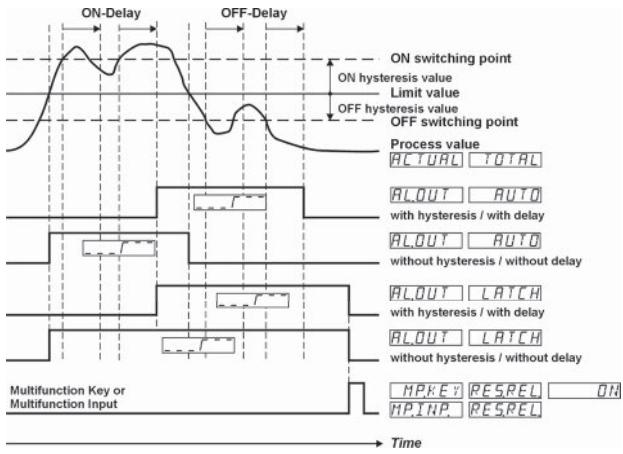 ON-Delay OFF-Delay
ON switching point
ON hysteresis value
Limit value
OFF hysteresis value
OFF switching point
Process value
ACTUAL TOTAL
AL.OUT AUTO
with hysteresis / with delay
AL.OUT AUTO
without hysteresis / without delay
AL.OUT LATCH
with hysteresis / with delay
AL.OUT LATCH
without hysteresis / without delay
Multifunction Key or
Multifunction Input
MP.KEY RES.REL. ON
MP.INP. RES.REL.
Time